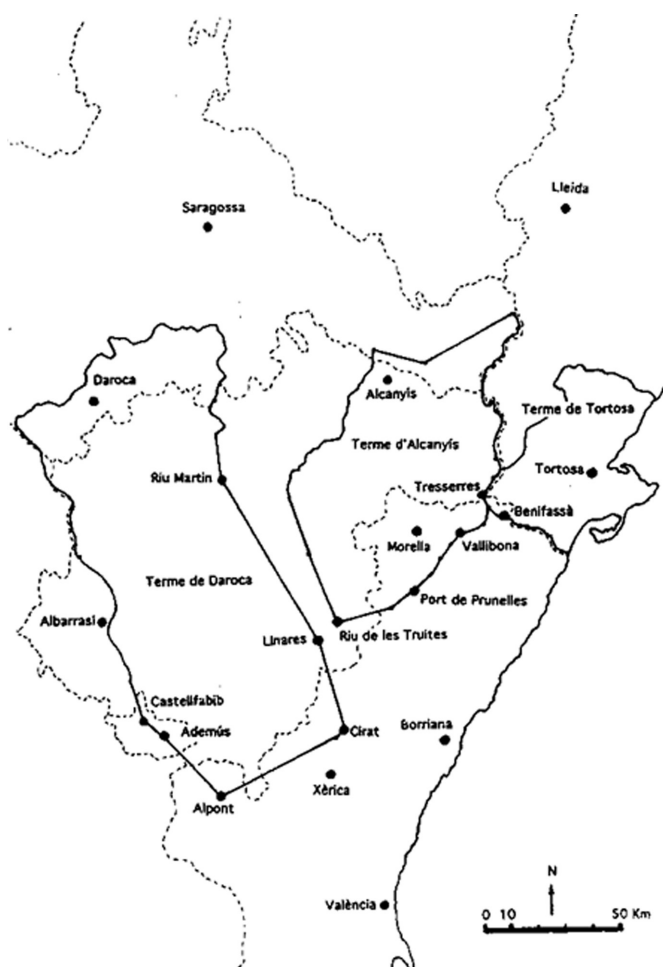 Lleida
Saragossa
Daroca
Alcanyís
Terme de Tortosa
Terme d'Alcanyís
Tortosa
Riu Martin
Tresserres
Benifassà
Morella
Vallibona
Terme de Daroca
Port de Prunelles
Albarrasí
Riu de les Truites
Linares
Castellfabib
Ademús
Cirat
Borriana
Xèrica
Alpont
N
València
0 10 50 Km